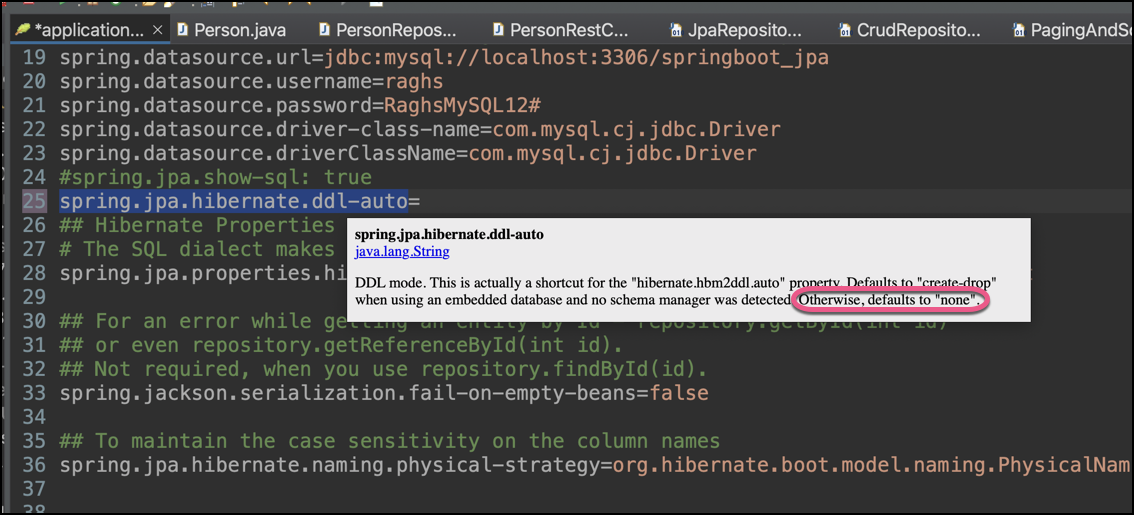 *application... Person.java PersonRepos... PersonRestC... JpaReposito... CrudReposito... PagingAndSo
19 spring.datasource.url=jdbc:mysql://localhost:3306/springboot_jpa
20 spring.datasource.username=raghs
21 spring.datasource.password=RaghsMySQL12#
22 spring.datasource.driver-class-name=com.mysql.cj.jdbc.Driver
23 spring.datasource.driverClassName=com.mysql.cj.jdbc.Driver
24 #spring.jpa.show-sql: true
25 spring.jpa.hibernate.ddl-auto=
26 ## Hibernate Properties
spring.jpa.hibernate.ddl-auto
27 # The SQL dialect makes
java.lang.String
28 spring.jpa.properties.hi
DDL mode. This is actually a shortcut for the "hibernate.hbm2ddl.auto" property. Defaults to "create-drop"
29
when using an embedded database and no schema manager was detected. Otherwise, defaults to "none".
30 ## For an error while getting an entity by id - repository.getById(int id)
31 ## or even repository.getReferenceById(int id).
32 ## Not required, when you use repository.findById(id).
33 spring.jackson.serialization.fail-on-empty-beans=false
34
35 ## To maintain the case sensitivity on the column names
36 spring.jpa.hibernate.naming.physical-strategy=org.hibernate.boot.model.naming.PhysicalNam
37
38